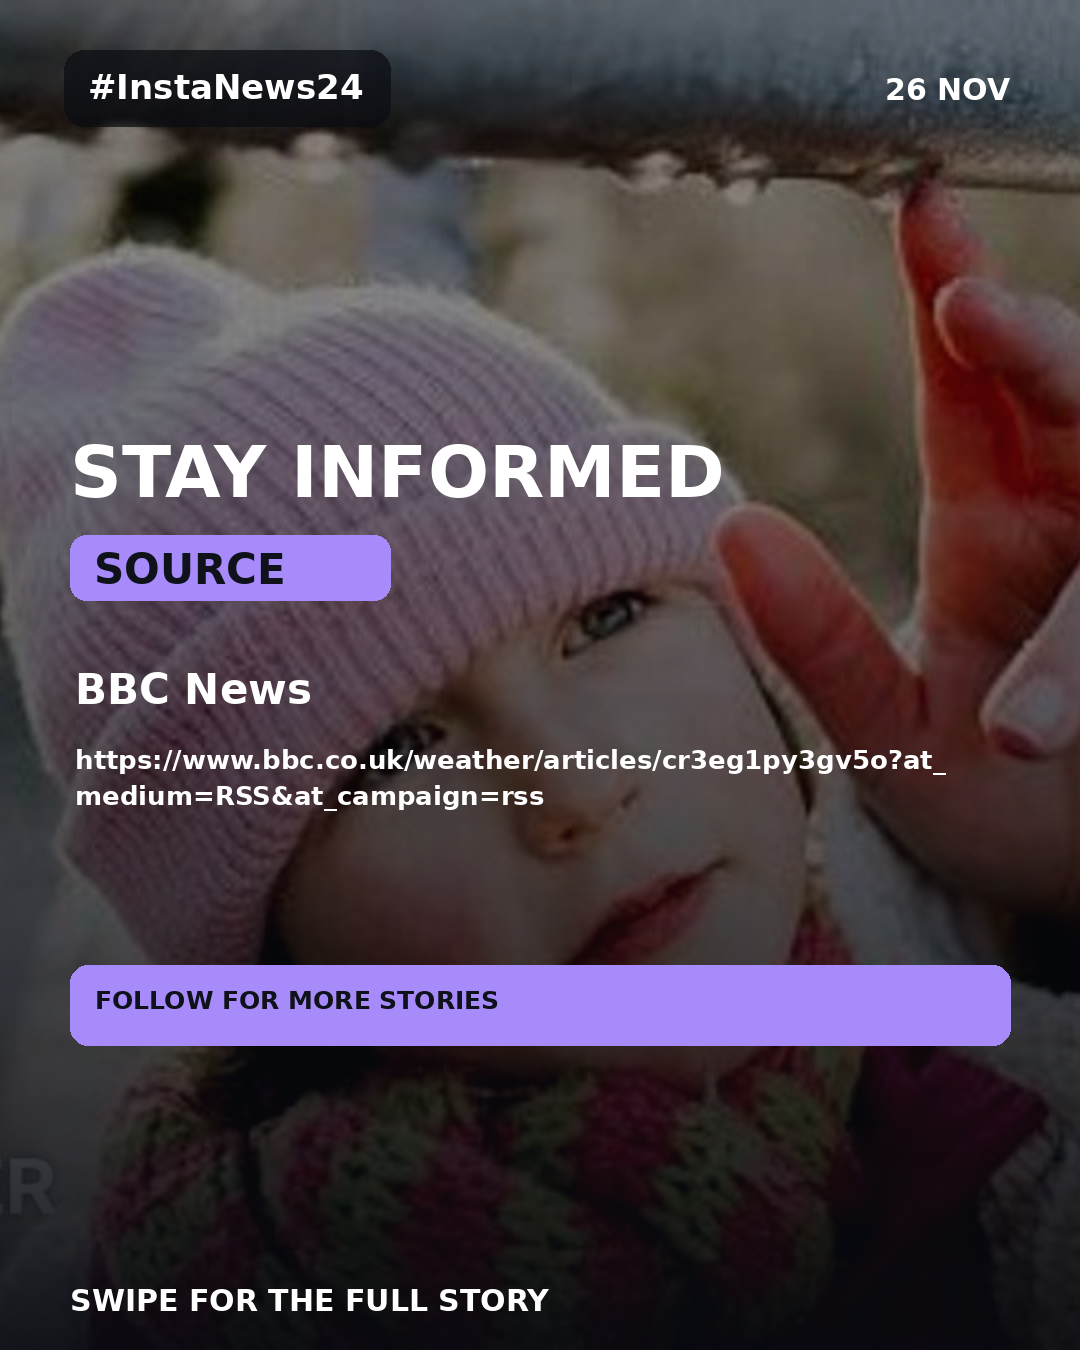 #InstaNews24
26 NOV
STAY INFORMED
SOURCE
BBC News
https://www.bbc.co.uk/weather/articles/cr3eg1py3gv5o?at_
medium=RSS&at_campaign=rss
FOLLOW FOR MORE STORIES
ER
SWIPE FOR THE FULL STORY